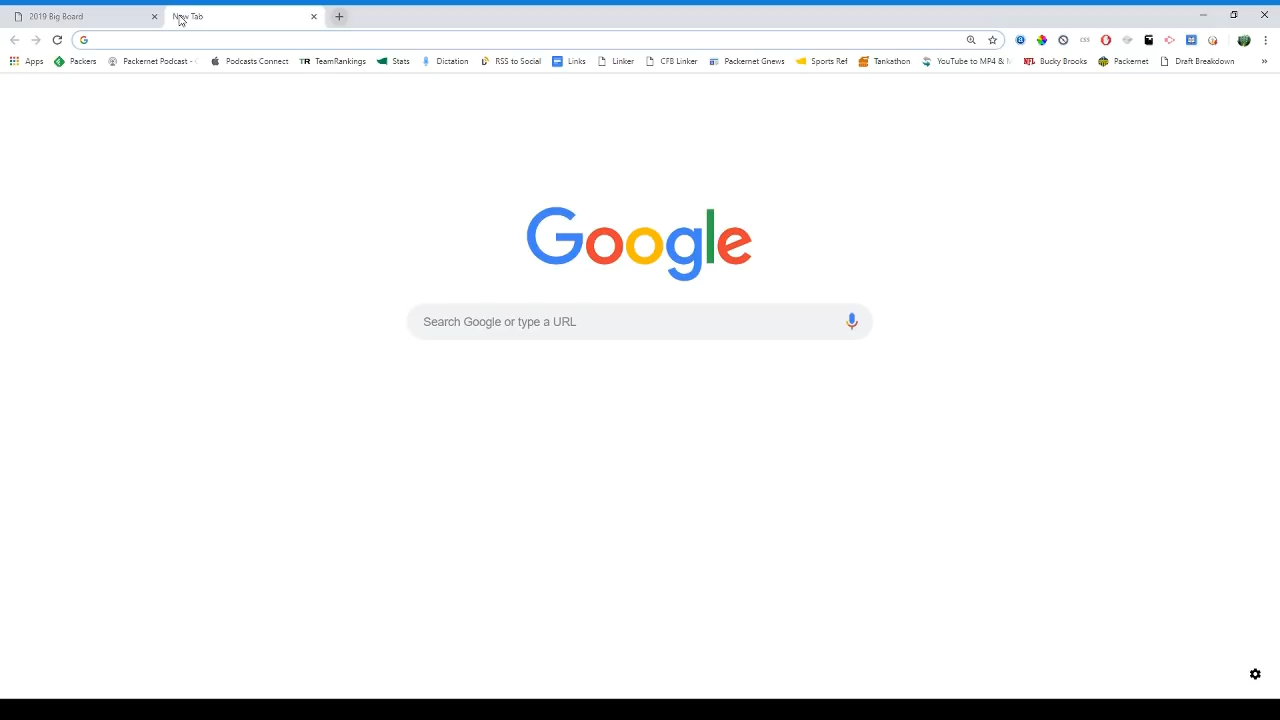 2019 Big Board
New Tab
Apps Packers Packernet Podcast - Podcasts Connect TR TeamRankings Stats Dictation RSS to Social Links Linker CFB Linker Packernet Gnews Sports Ref Tankathon YouTube to MP4 & M Bucky Brooks Packernet Draft Breakdown »
Google
Search Google or type a URL